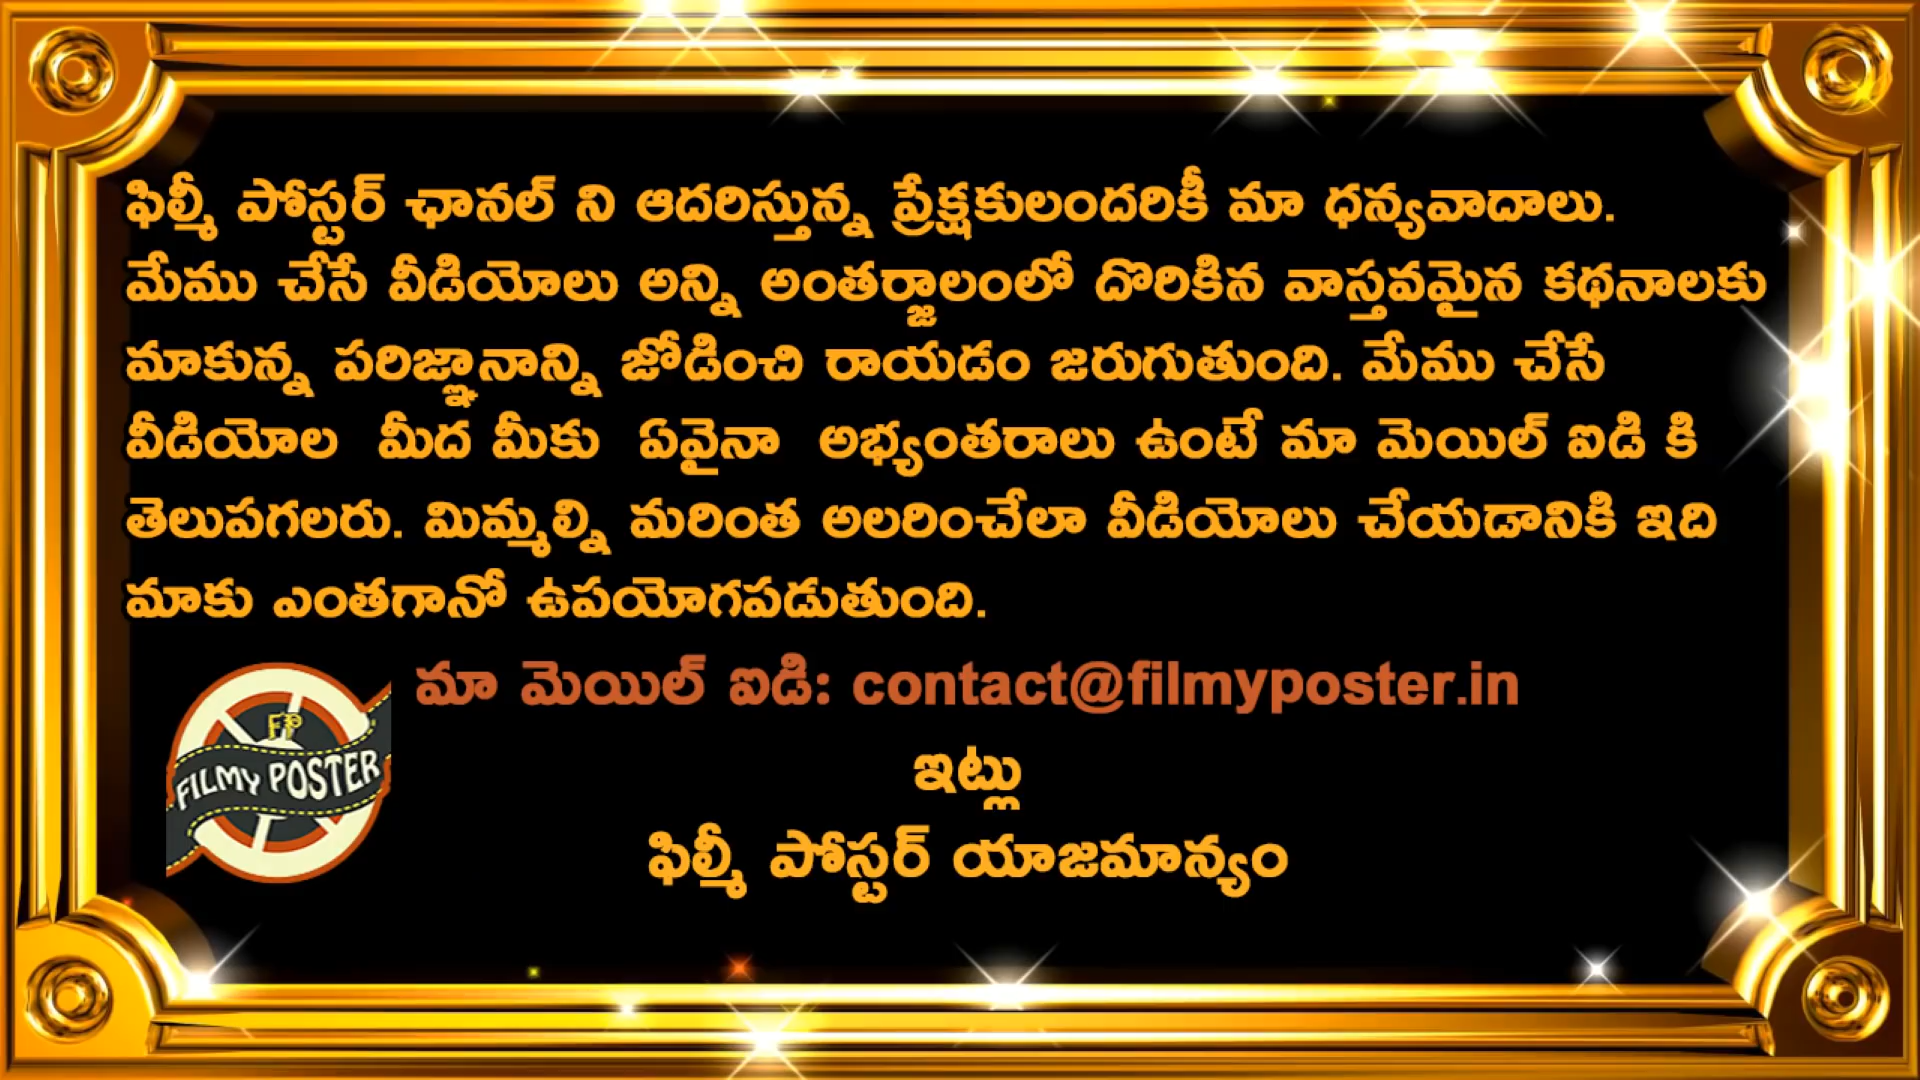 ఫిల్మీ పోస్టర్ ఛానల్ ని ఆదరిస్తున్న ప్రేక్షకులందరికీ మా ధన్యవాదాలు.
మేము చేసే వీడియోలు అన్ని అంతర్జాలంలో దొరికిన వాస్తవమైన కథనాలకు
మాకున్న పరిజ్ఞానాన్ని జోడించి రాయడం జరుగుతుంది. మేము చేసే
వీడియోల మీద మీకు ఏవైనా అభ్యంతరాలు ఉంటే మా మెయిల్ ఐడి కి
తెలుపగలరు. మిమ్మల్ని మరింత అలరించేలా వీడియోలు చేయడానికి ఇది
మాకు ఎంతగానో ఉపయోగపడుతుంది.
మా మెయిల్ ఐడి: contact@filmyposter.in
FP
FILMY POSTER
ఇట్లు
ఫిల్మీ పోస్టర్ యాజమాన్యం